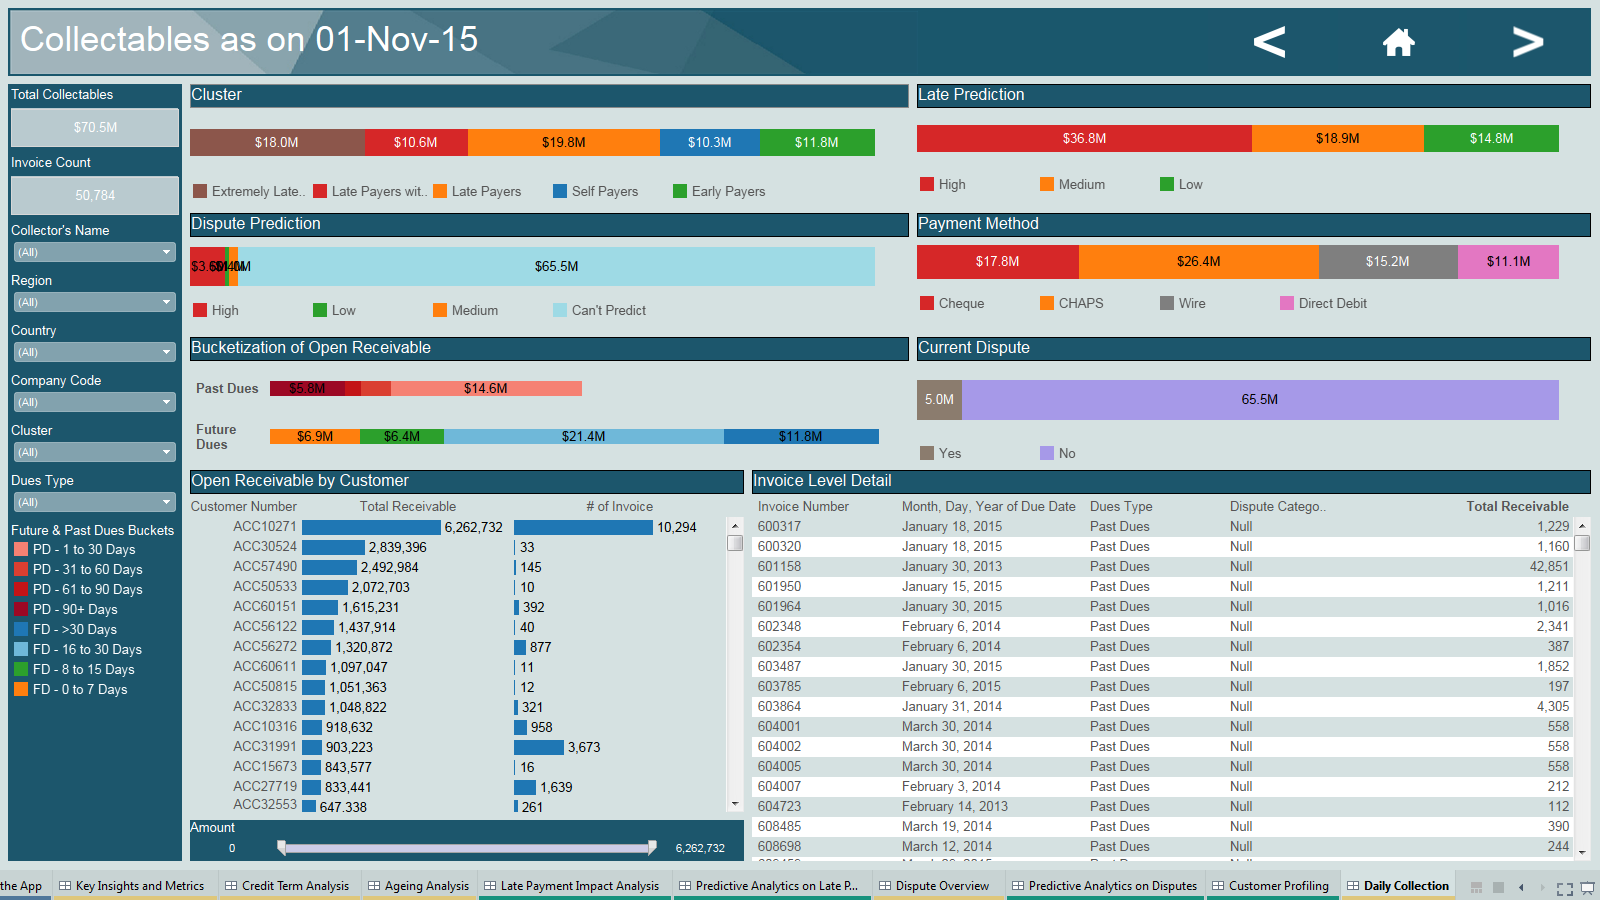 Collectables as on 01-Nov-15
Total Collectables
$70.5M
Invoice Count
50,784
Collector's Name
(All)
Region
(All)
Country
(All)
Company Code
(All)
Cluster
(All)
Dues Type
(All)
Future & Past Dues Buckets
PD - 1 to 30 Days
PD - 31 to 60 Days
PD - 61 to 90 Days
PD - 90+ Days
FD - >30 Days
FD - 16 to 30 Days
FD - 8 to 15 Days
FD - 0 to 7 Days
Cluster
$18.0M $10.6M $19.8M $10.3M $11.8M
Extremely Late.. Late Payers wit.. Late Payers Self Payers Early Payers
Late Prediction
$36.8M $18.9M $14.8M
High Medium Low
Dispute Prediction
$65.5M
High Low Medium Can't Predict
Payment Method
$17.8M $26.4M $15.2M $11.1M
Cheque CHAPS Wire Direct Debit
Bucketization of Open Receivable
Past Dues $5.8M $14.6M
Future Dues $6.9M $6.4M $21.4M $11.8M
Current Dispute
5.0M 65.5M
Yes No
Open Receivable by Customer
Customer Number Total Receivable # of Invoice
ACC10271 6,262,732 10,294
ACC30524 2,839,396 33
ACC57490 2,492,984 145
ACC50533 2,072,703 10
ACC60151 1,615,231 392
ACC56122 1,437,914 40
ACC56272 1,320,872 877
ACC60611 1,097,047 11
ACC50815 1,051,363 12
ACC32833 1,048,822 321
ACC10316 918,632 958
ACC31991 903,223 3,673
ACC15673 843,577 16
ACC27719 833,441 1,639
ACC32553 647,338 261
Amount
0 6,262,732
Invoice Level Detail
Invoice Number Month, Day, Year of Due Date Dues Type Dispute Catego.. Total Receivable
600317 January 18, 2015 Past Dues Null 1,229
600320 January 18, 2015 Past Dues Null 1,160
601158 January 30, 2013 Past Dues Null 42,851
601950 January 15, 2015 Past Dues Null 1,211
601964 January 30, 2015 Past Dues Null 1,016
602348 February 6, 2014 Past Dues Null 2,341
602354 February 6, 2014 Past Dues Null 387
603487 January 30, 2015 Past Dues Null 1,852
603785 February 6, 2015 Past Dues Null 197
603864 January 31, 2014 Past Dues Null 4,305
604001 March 30, 2014 Past Dues Null 558
604002 March 30, 2014 Past Dues Null 558
604005 March 30, 2014 Past Dues Null 558
604007 February 3, 2014 Past Dues Null 212
604723 February 14, 2013 Past Dues Null 112
608485 March 19, 2014 Past Dues Null 390
608698 March 12, 2014 Past Dues Null 244
the App Key Insights and Metrics Credit Term Analysis Ageing Analysis Late Payment Impact Analysis Predictive Analytics on Late P... Dispute Overview Predictive Analytics on Disputes Customer Profiling Daily Collection